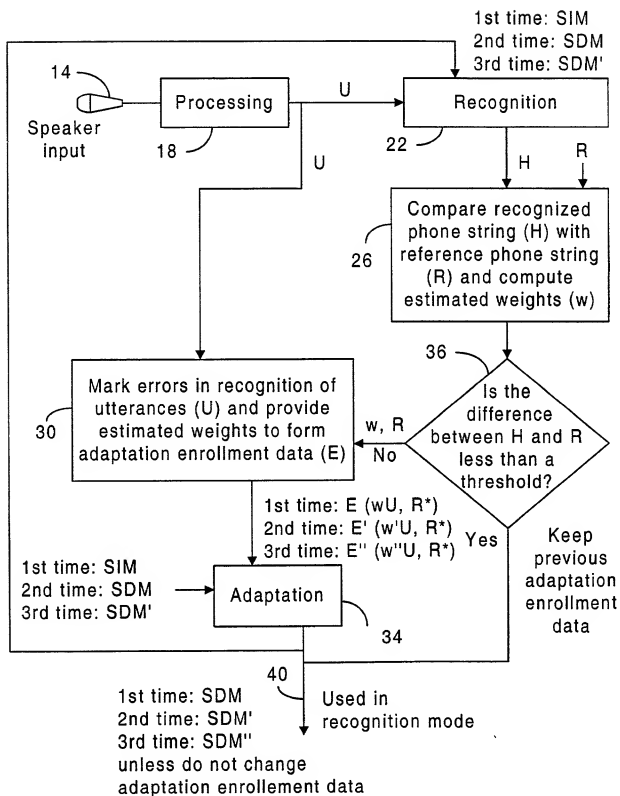 1st time: SIM
2nd time: SDM
3rd time: SDM'
14
Processing
U
Recognition
Speaker
input
18
22
U
H
R
Compare recognized
phone string (H) with
reference phone string
(R) and compute
estimated weights (w)
26
36
Is the
difference
between H and R
less than a
threshold?
Mark errors in recognition of
utterances (U) and provide
estimated weights to form
adaptation enrollment data (E)
30
w, R
No
1st time: E (wU, R*)
2nd time: E' (w'U, R*)
3rd time: E'' (w''U, R*)
Yes
Keep
previous
adaptation
enrollment
data
1st time: SIM
2nd time: SDM
3rd time: SDM'
Adaptation
34
40
1st time: SDM
2nd time: SDM'
3rd time: SDM''
unless do not change
adaptation enrollement data
Used in
recognition mode